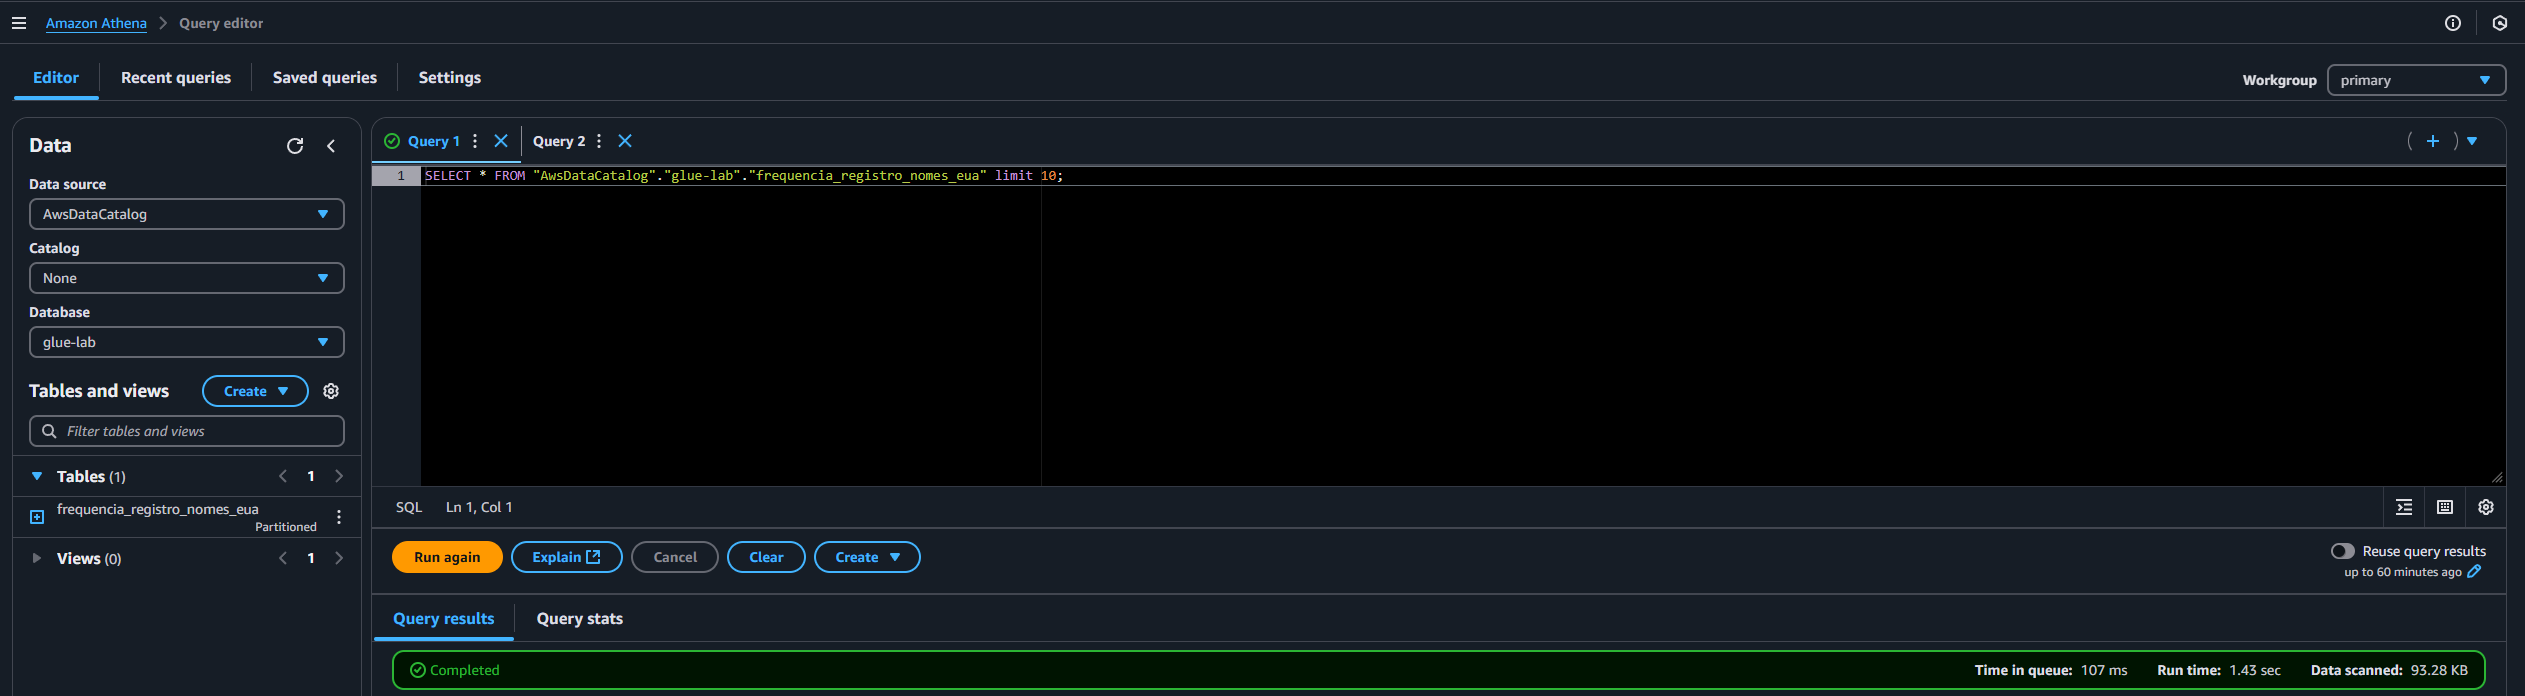 Amazon Athena > Query editor
Editor Recent queries Saved queries Settings
Workgroup primary
Data
Data source
AwsDataCatalog
Catalog
None
Database
glue-lab
Tables and views Create
Filter tables and views
Tables (1) < 1 >
frequencia_registro_nomes_eua
Partitioned
Views (0) < 1 >
Query 1 Query 2
1 SELECT * FROM "AwsDataCatalog"."glue-lab"."frequencia_registro_nomes_eua" limit 10;
SQL Ln 1, Col 1
Run again Explain Cancel Clear Create
Reuse query results
up to 60 minutes ago
Query results Query stats
Completed Time in queue: 107 ms Run time: 1.43 sec Data scanned: 93.28 KB